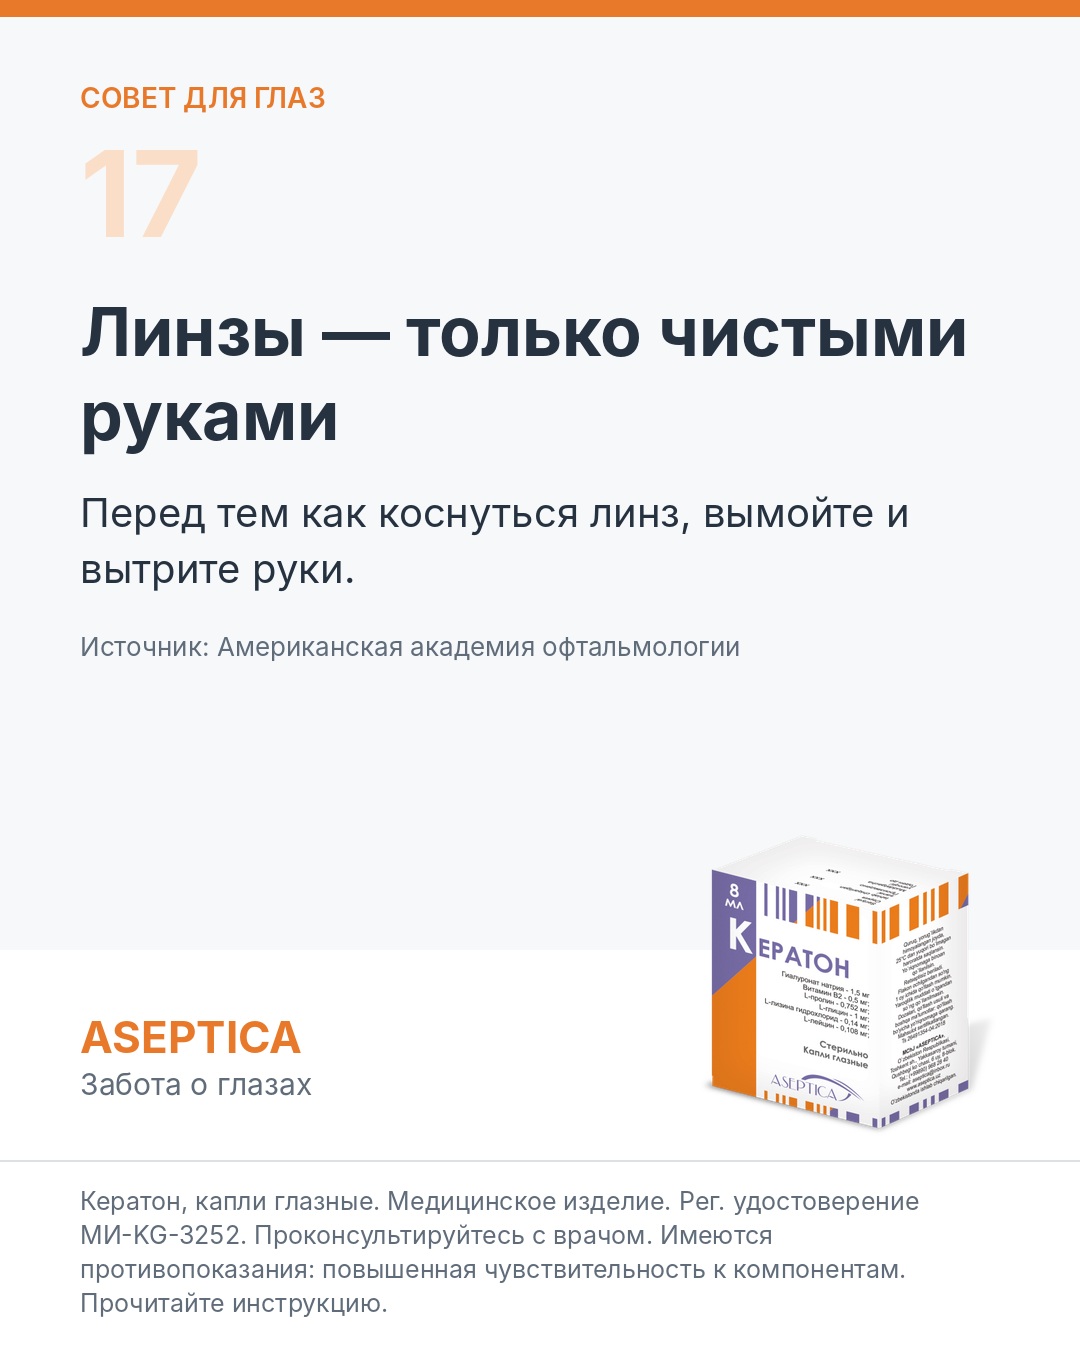 СОВЕТ ДЛЯ ГЛАЗ
17
Линзы — только чистыми
руками
Перед тем как коснуться линз, вымойте и
вытрите руки.
Источник: Американская академия офтальмологии
8
МЛ
КЕРАТОН
Гиалуронат натрия - 1,5 мг
Витамин B2 - 0,5 мг;
L-пролин - 0,752 мг
L-глицин - 1 мг;
L-лизина гидрохлорид - 0,14 мг;
L-лейцин - 0,108 мг;
Стерильно
Капли глазные
ASEPTICA
ASEPTICA
Забота о глазах
Кератон, капли глазные. Медицинское изделие. Рег. удостоверение
МИ-KG-3252. Проконсультируйтесь с врачом. Имеются
противопоказания: повышенная чувствительность к компонентам.
Прочитайте инструкцию.